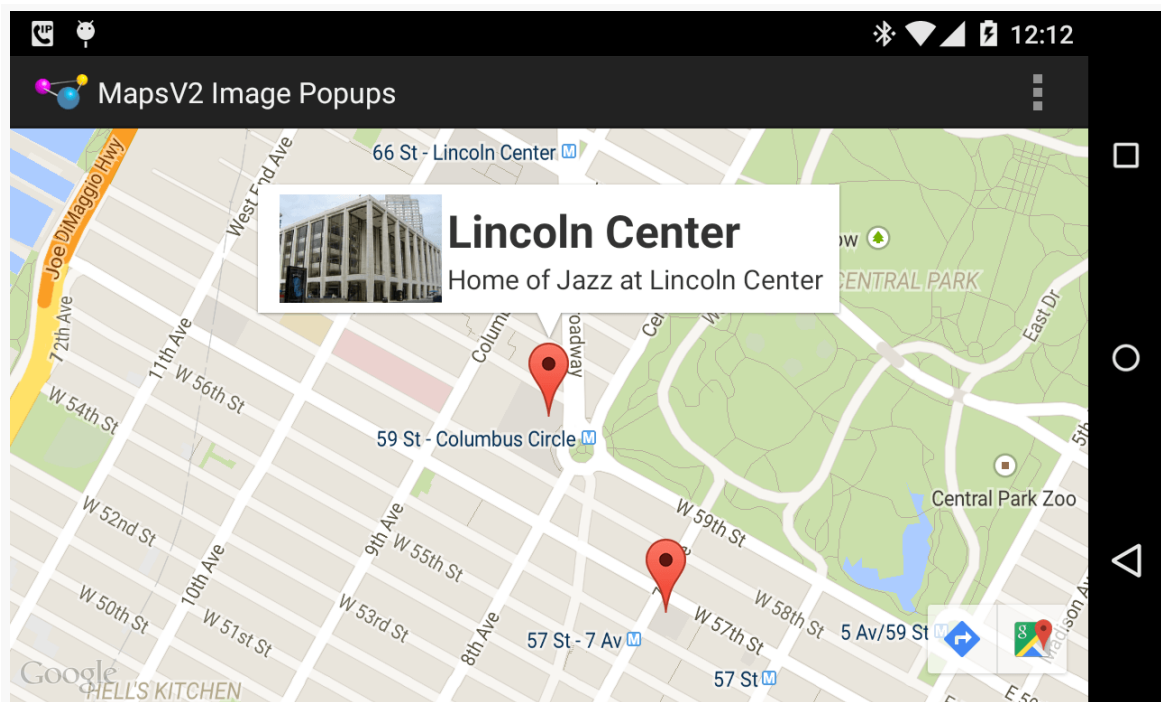 12:12
MapsV2 Image Popups
Joe DiMaggio Hwy
West End Ave
66 St - Lincoln Center M
Lincoln Center
Home of Jazz at Lincoln Center
CENTRAL PARK
East Dr
12th Ave
11th Ave
W 56th St
W 54th St
59 St - Columbus Circle M
5th
Central Park Zoo
W 52nd St
9th Ave
W 59th St
W 55th St
10th Ave
W 50th St
W 51st St
W 53rd St
8th Ave
57 St - 7 Av M
W 57th St
W 58th St
5 Av/59 St M
57 St M
Google
HELL'S KITCHEN